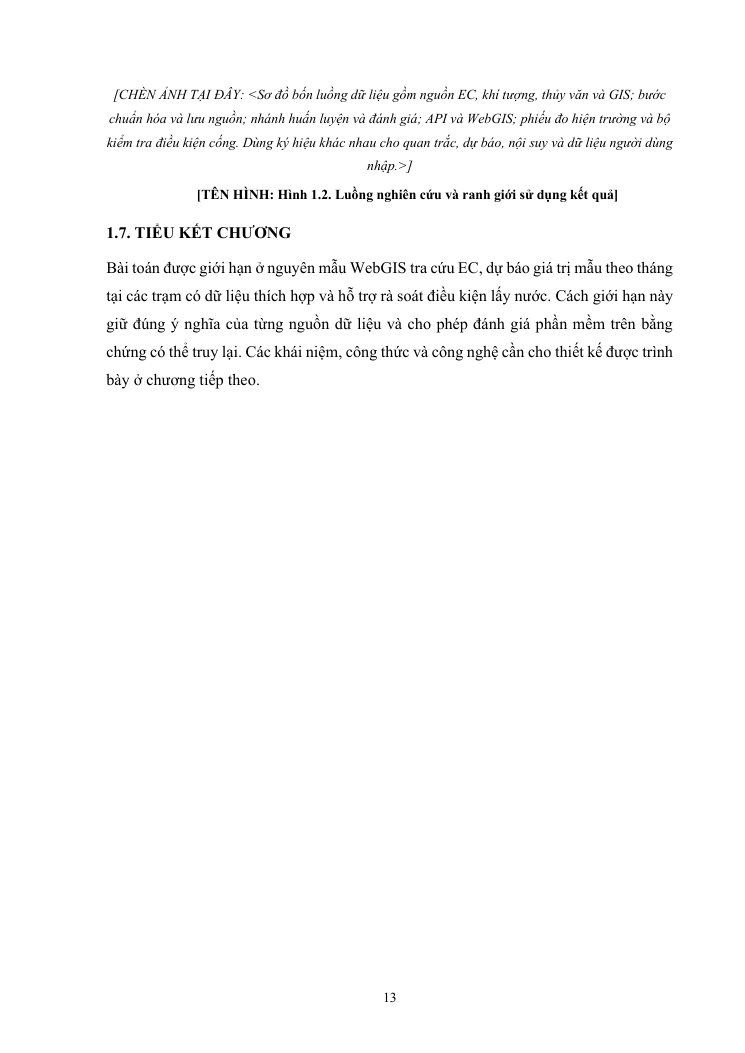 [CHÈN ẢNH TẠI ĐÂY: <Sơ đồ bốn luồng dữ liệu gồm nguồn EC, khí tượng, thủy văn và GIS; bước
chuẩn hóa và lưu nguồn; nhánh huấn luyện và đánh giá; API và WebGIS; phiếu đo hiện trường và bộ
kiểm tra điều kiện cống. Dùng ký hiệu khác nhau cho quan trắc, dự báo, nội suy và dữ liệu người dùng
nhập.>]
[TÊN HÌNH: Hình 1.2. Luồng nghiên cứu và ranh giới sử dụng kết quả]
1.7. TIỂU KẾT CHƯƠNG
Bài toán được giới hạn ở nguyên mẫu WebGIS tra cứu EC, dự báo giá trị mẫu theo tháng
tại các trạm có dữ liệu thích hợp và hỗ trợ rà soát điều kiện lấy nước. Cách giới hạn này
giữ đúng ý nghĩa của từng nguồn dữ liệu và cho phép đánh giá phần mềm trên bằng
chứng có thể truy lại. Các khái niệm, công thức và công nghệ cần cho thiết kế được trình
bày ở chương tiếp theo.
13